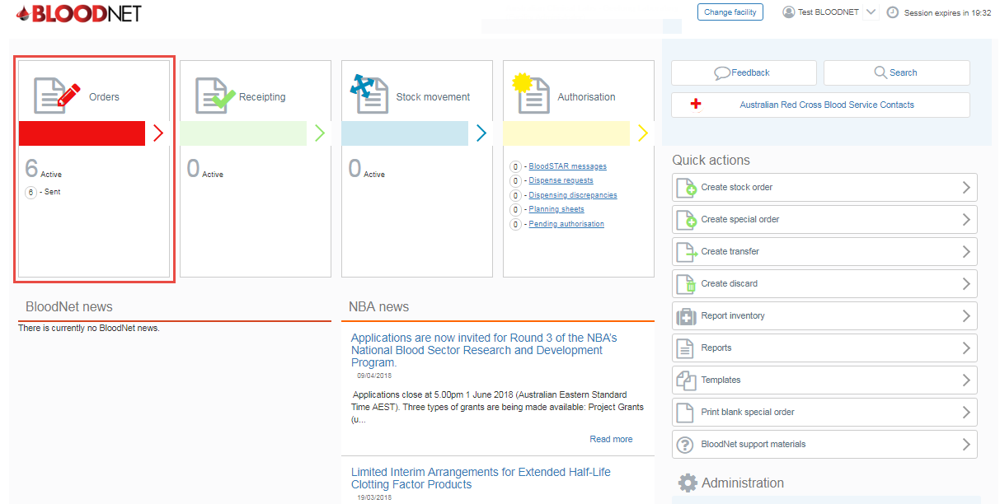 BLOODNET
Change facility
Test BLOODNET
Session expires in 19:32
Orders
6 Active
6 - Sent
Receipting
0 Active
Stock movement
0 Active
Authorisation
0 - BloodSTAR messages
0 - Dispense requests
0 - Dispensing discrepancies
0 - Planning sheets
0 - Pending authorisation
Feedback
Search
Australian Red Cross Blood Service Contacts
Quick actions
Create stock order
Create special order
Create transfer
Create discard
Report inventory
Reports
Templates
Print blank special order
BloodNet support materials
Administration
BloodNet news
There is currently no BloodNet news.
NBA news
Applications are now invited for Round 3 of the NBA's
National Blood Sector Research and Development
Program.
09/04/2018
Applications close at 5.00pm 1 June 2018 (Australian Eastern Standard
Time AEST). Three types of grants are being made available: Project Grants
(u...
Read more
Limited Interim Arrangements for Extended Half-Life
Clotting Factor Products
19/03/2018